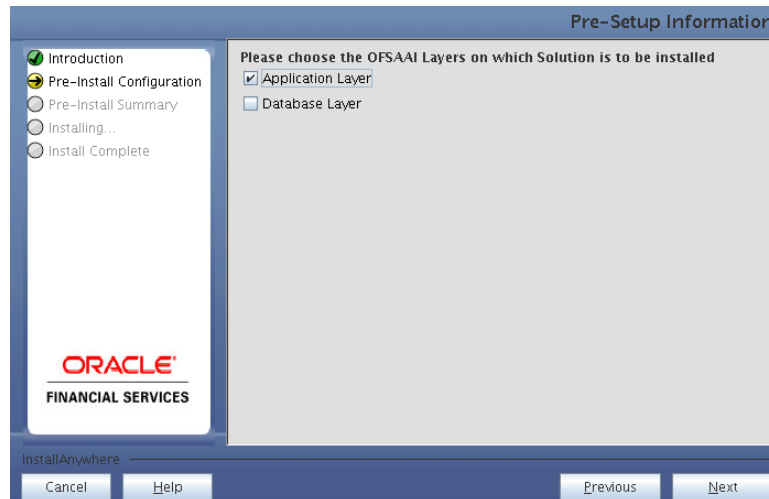 Pre-Setup Information
Introduction
Pre-Install Configuration
Pre-Install Summary
Installing...
Install Complete
ORACLE
FINANCIAL SERVICES
Please choose the OFSAAI Layers on which Solution is to be installed
Application Layer
Database Layer
InstallAnywhere
Cancel
Help
Previous
Next